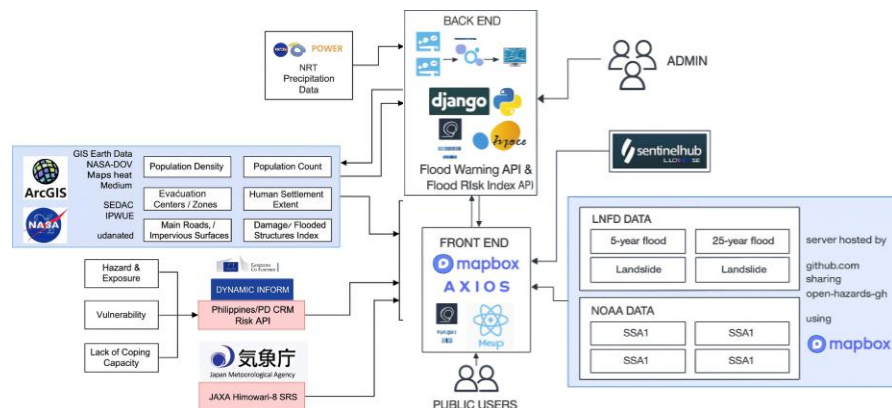 POWER
NRT
Precipitation
Data
BACK END
django
Flood Warning API &
Flood RIsk Index API)
ADMIN
sentinelhub
ArcGIS
NASA
GIS Earth Data
NASA-DOV
Maps heat
Medium
SEDAC
IPWUE
udanated
Population Density
Population Count
Evacuation
Centers / Zones
Human Settlement
Extent
Main Roads, /
Impervious Surfaces
Damage/ Flooded
Structures Index
Hazard &
Exposure
Vulnerability
Lack of Coping
Capacity
DYNAMIC INFORM
Philippines/PD CRM
Risk API
気象庁
Japan Meteorological Agency
JAXA Himowari-8 SRS
FRONT END
mapbox
AXIOS
Meup
PUBLIC USERS
LNFD DATA
5-year flood
25-year flood
Landslide
Landslide
NOAA DATA
SSA1
SSA1
SSA1
SSA1
server hosted by
github.com
sharing
open-hazards-gh
using
mapbox